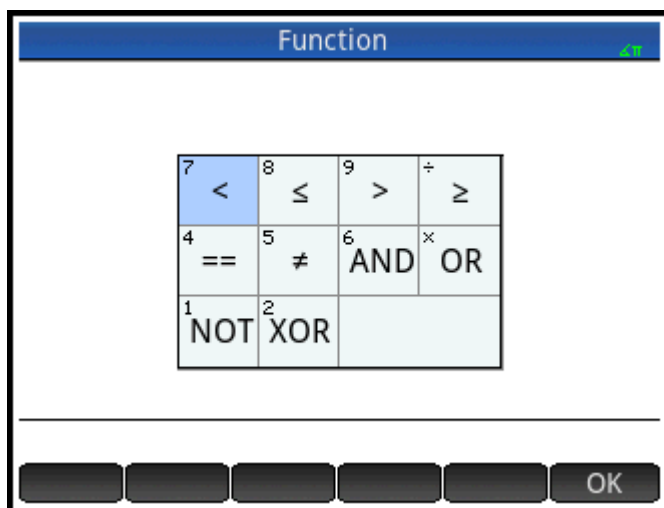 Function
∡π
7 < 8 ≤ 9 > ÷ ≥
4 == 5 ≠ 6 AND × OR
1 NOT 2 XOR
OK